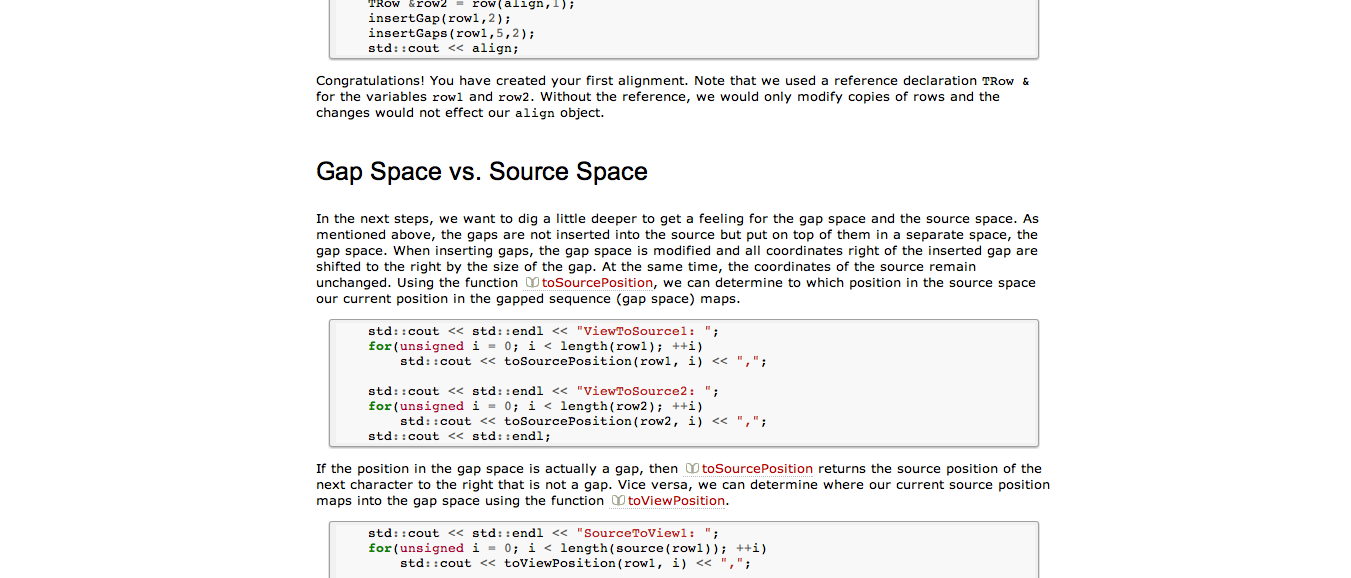 TRow &row2 = row(align,1);
insertGap(row1,2);
insertGaps(row1,5,2);
std::cout << align;
Congratulations! You have created your first alignment. Note that we used a reference declaration TRow &
for the variables row1 and row2. Without the reference, we would only modify copies of rows and the
changes would not effect our align object.
Gap Space vs. Source Space
In the next steps, we want to dig a little deeper to get a feeling for the gap space and the source space. As
mentioned above, the gaps are not inserted into the source but put on top of them in a separate space, the
gap space. When inserting gaps, the gap space is modified and all coordinates right of the inserted gap are
shifted to the right by the size of the gap. At the same time, the coordinates of the source remain
unchanged. Using the function toSourcePosition, we can determine to which position in the source space
our current position in the gapped sequence (gap space) maps.
std::cout << std::endl << "ViewToSource1: ";
for(unsigned i = 0; i < length(row1); ++i)
    std::cout << toSourcePosition(row1, i) << ",";
std::cout << std::endl << "ViewToSource2: ";
for(unsigned i = 0; i < length(row2); ++i)
    std::cout << toSourcePosition(row2, i) << ",";
std::cout << std::endl;
If the position in the gap space is actually a gap, then toSourcePosition returns the source position of the
next character to the right that is not a gap. Vice versa, we can determine where our current source position
maps into the gap space using the function toViewPosition.
std::cout << std::endl << "SourceToView1: ";
for(unsigned i = 0; i < length(source(row1)); ++i)
    std::cout << toViewPosition(row1, i) << ",";